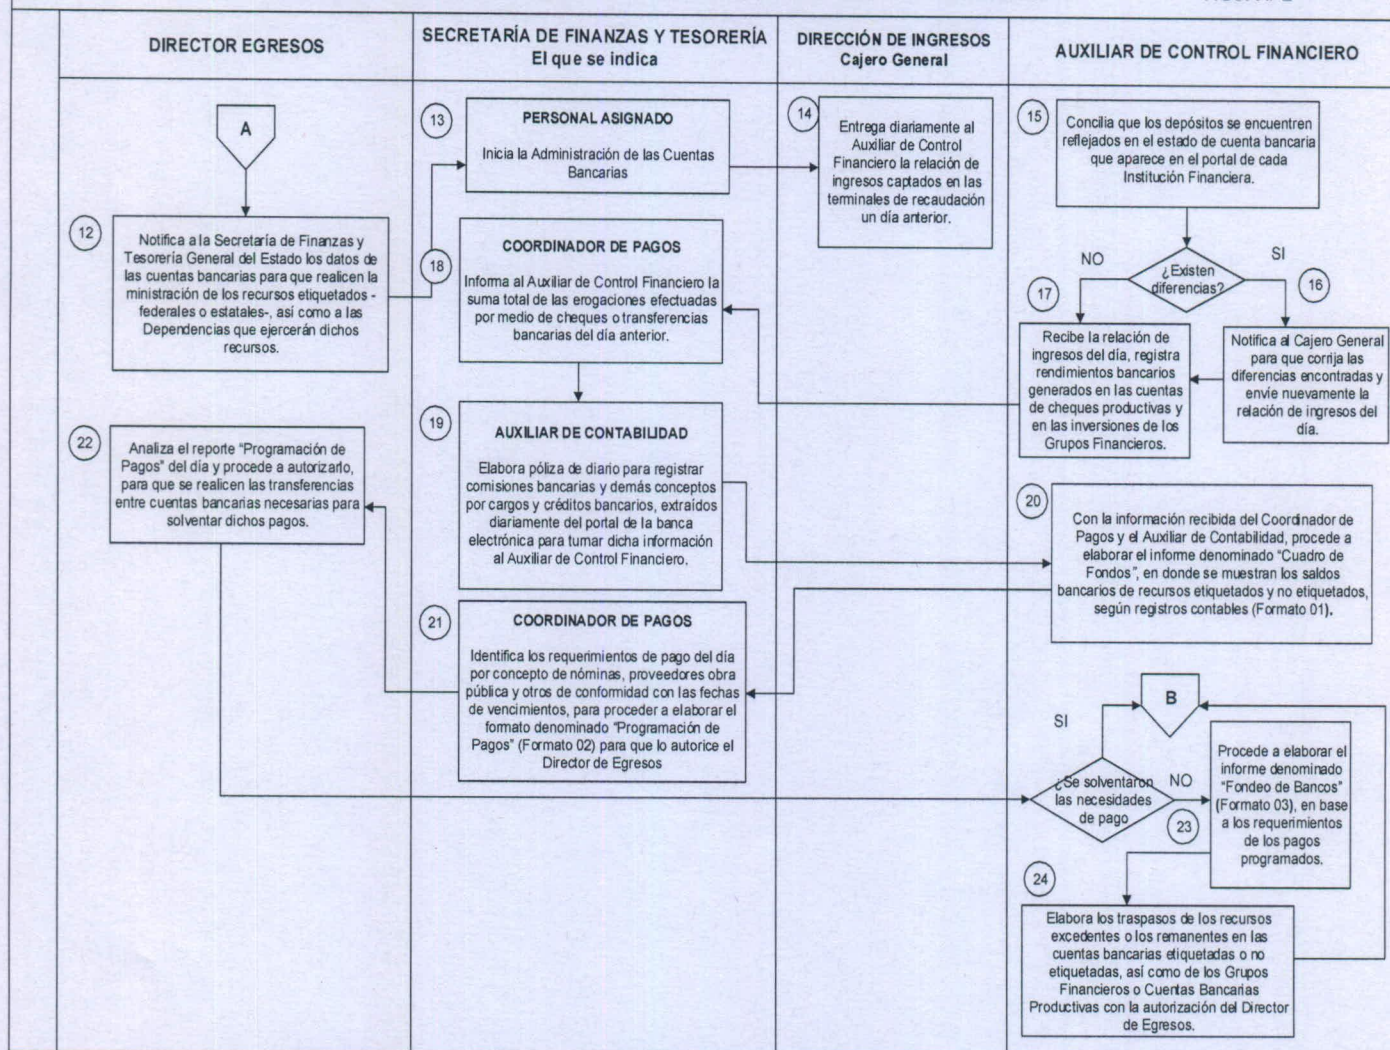 DIRECTOR EGRESOS
SECRETARÍA DE FINANZAS Y TESORERÍA
El que se indica
DIRECCIÓN DE INGRESOS
Cajero General
AUXILIAR DE CONTROL FINANCIERO
A
12
Notifica a la Secretaría de Finanzas y
Tesorería General del Estado los datos de
las cuentas bancarias para que realicen la
ministración de los recursos etiquetados -
federales o estatales-, así como a las
Dependencias que ejercerán dichos
recursos.
13
PERSONAL ASIGNADO
Inicia la Administración de las Cuentas
Bancarias
14
Entrega diariamente al
Auxiliar de Control
Financiero la relación de
ingresos captados en las
terminales de recaudación
un día anterior.
15
Concilia que los depósitos se encuentren
reflejados en el estado de cuenta bancaria
que aparece en el portal de cada
Institución Financiera.
NO
¿Existen
diferencias?
SI
16
Notifica al Cajero General
para que corrija las
diferencias encontradas y
envíe nuevamente la
relación de ingresos del
día.
17
Recibe la relación de
ingresos del día, registra
rendimientos bancarios
generados en las cuentas
de cheques productivas y
en las inversiones de los
Grupos Financieros.
18
COORDINADOR DE PAGOS
Informa al Auxiliar de Control Financiero la
suma total de las erogaciones efectuadas
por medio de cheques o transferencias
bancarias del día anterior.
19
AUXILIAR DE CONTABILIDAD
Elabora póliza de diario para registrar
comisiones bancarias y demás conceptos
por cargos y créditos bancarios, extraídos
diariamente del portal de la banca
electrónica para turnar dicha información
al Auxiliar de Control Financiero.
20
Con la información recibida del Coordinador de
Pagos y el Auxiliar de Contabilidad, procede a
elaborar el informe denominado "Cuadro de
Fondos", en donde se muestran los saldos
bancarios de recursos etiquetados y no etiquetados,
según registros contables (Formato 01).
21
COORDINADOR DE PAGOS
Identifica los requerimientos de pago del día
por concepto de nóminas, proveedores obra
pública y otros de conformidad con las fechas
de vencimientos, para proceder a elaborar el
formato denominado "Programación de
Pagos" (Formato 02) para que lo autorice el
Director de Egresos
22
Analiza el reporte "Programación de
Pagos" del día y procede a autorizarlo,
para que se realicen las transferencias
entre cuentas bancarias necesarias para
solventar dichos pagos.
B
SI
¿Se solventaron
las necesidades
de pago
NO
23
Procede a elaborar el
informe denominado
"Fondeo de Bancos"
(Formato 03), en base
a los requerimientos
de los pagos
programados.
24
Elabora los traspasos de los recursos
excedentes o los remanentes en las
cuentas bancarias etiquetadas o no
etiquetadas, así como de los Grupos
Financieros o Cuentas Bancarias
Productivas con la autorización del Director
de Egresos.